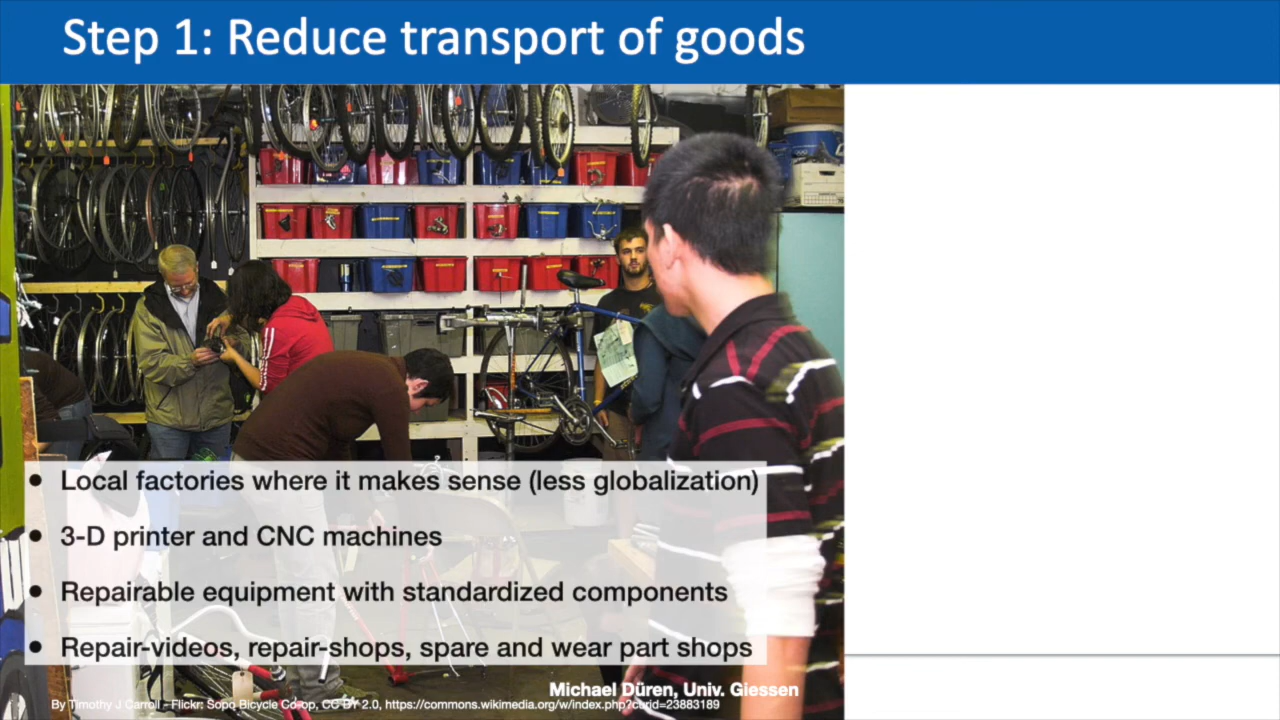 Step 1: Reduce transport of goods
• Local factories where it makes sense (less globalization)
• 3-D printer and CNC machines
• Repairable equipment with standardized components
• Repair-videos, repair-shops, spare and wear part shops
Michael Düren, Univ. Giessen
By Timothy J Carroll - Flickr: Sopo Bicycle Co-op, CC BY 2.0, https://commons.wikimedia.org/w/index.php?curid=23883189